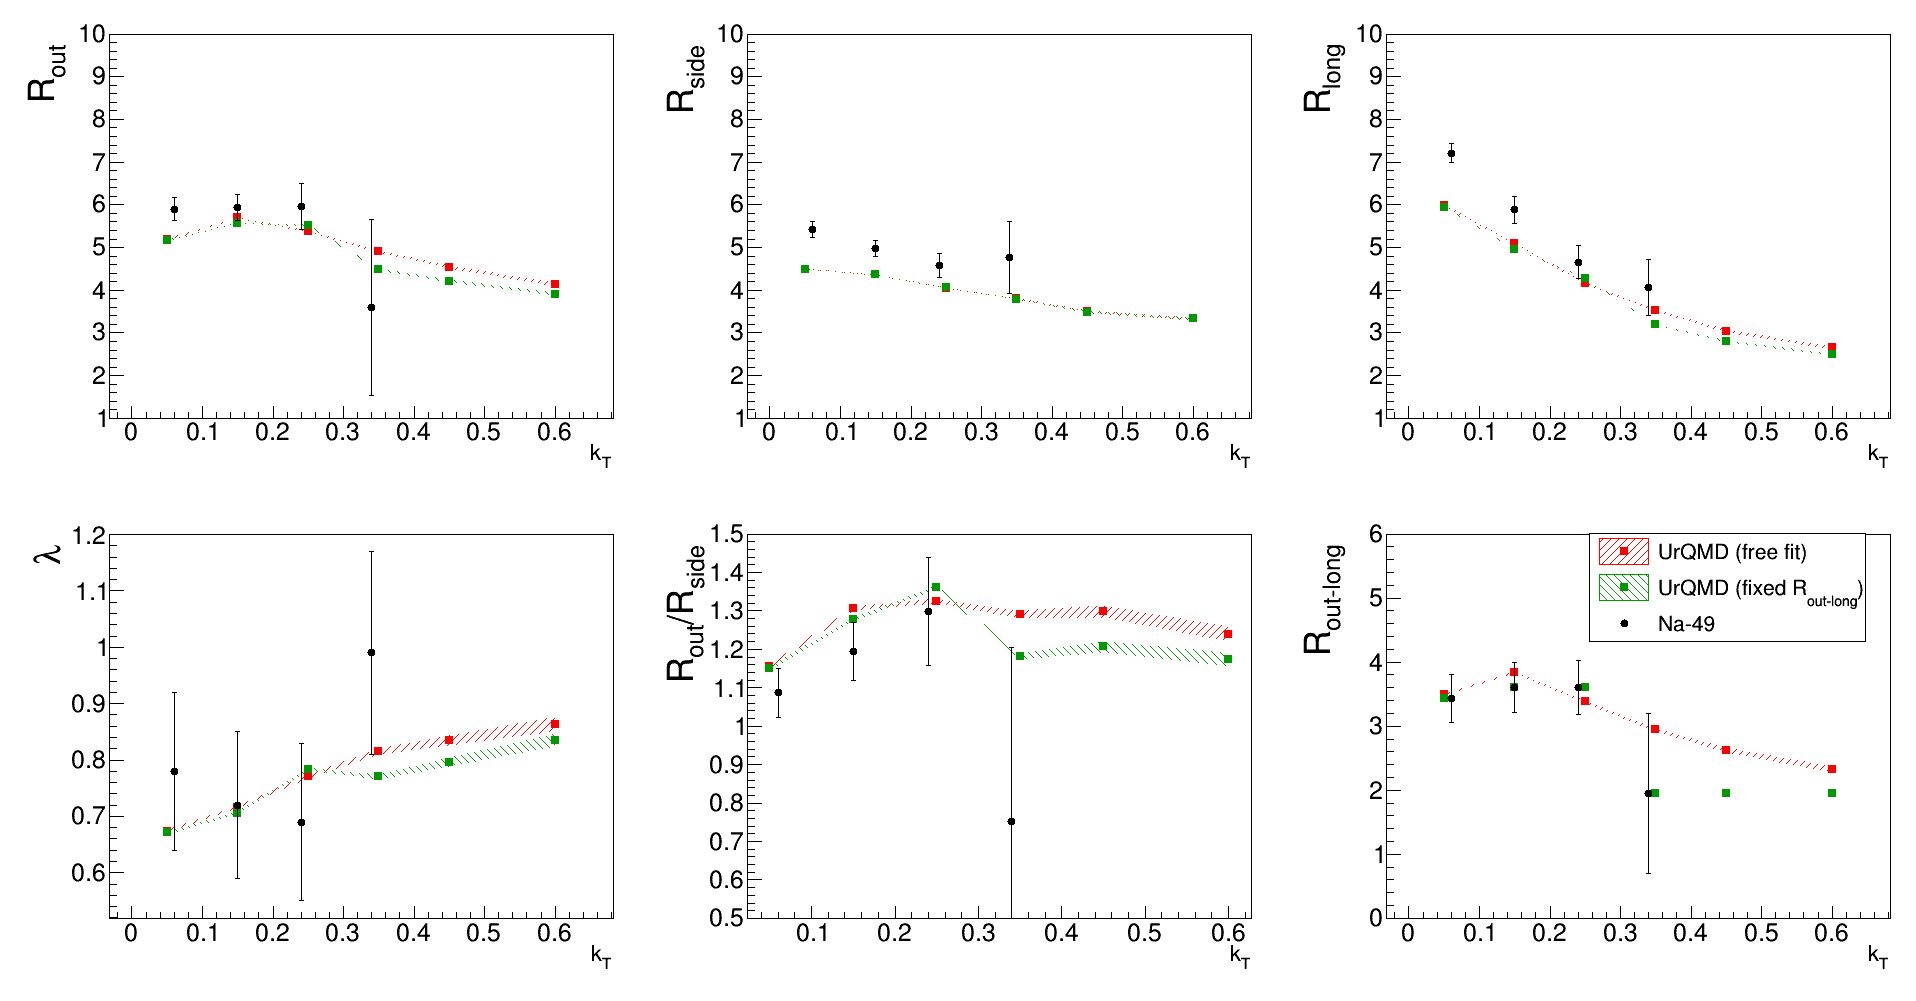 R_out
10
9
8
7
6
5
4
3
2
1
0 0.1 0.2 0.3 0.4 0.5 0.6
k_T
R_side
10
9
8
7
6
5
4
3
2
1
0 0.1 0.2 0.3 0.4 0.5 0.6
k_T
R_long
10
9
8
7
6
5
4
3
2
1
0 0.1 0.2 0.3 0.4 0.5 0.6
k_T
λ
1.2
1.1
1
0.9
0.8
0.7
0.6
0 0.1 0.2 0.3 0.4 0.5 0.6
k_T
R_out/R_side
1.5
1.4
1.3
1.2
1.1
1
0.9
0.8
0.7
0.6
0.5
0.1 0.2 0.3 0.4 0.5 0.6
k_T
R_out-long
6
5
4
3
2
1
0
0 0.1 0.2 0.3 0.4 0.5 0.6
k_T
UrQMD (free fit)
UrQMD (fixed R_out-long)
Na-49